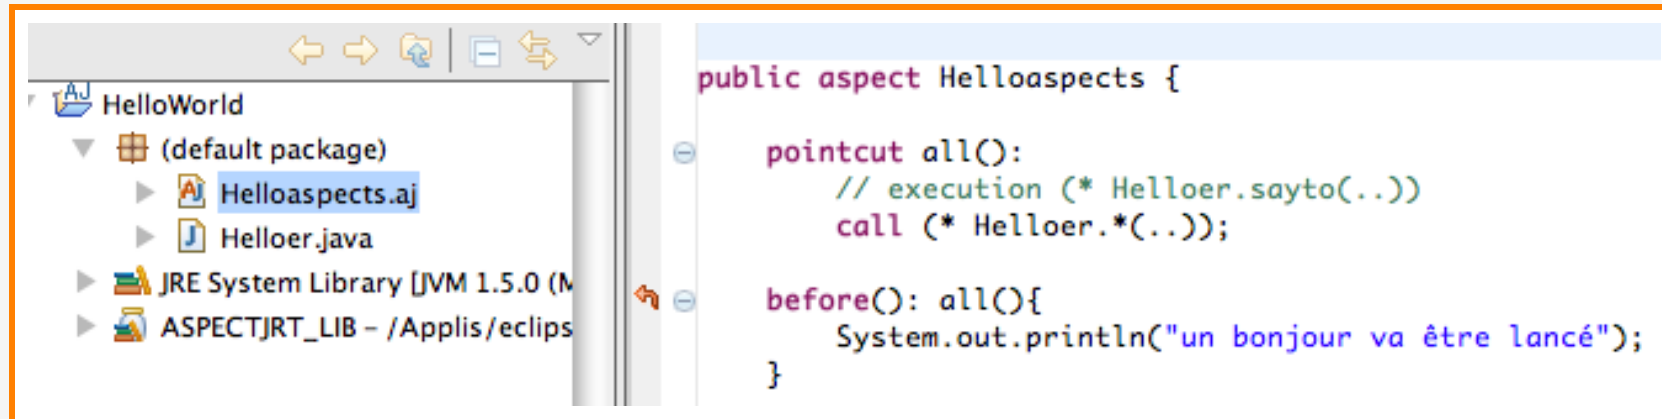 HelloWorld
(default package)
Helloaspects.aj
Helloer.java
JRE System Library [JVM 1.5.0 (
ASPECTJRT_LIB – /Applis/eclips
public aspect Helloaspects {
pointcut all():
// execution (* Helloer.sayto(..))
call (* Helloer.*(..));
before(): all(){
System.out.println("un bonjour va être lancé");
}